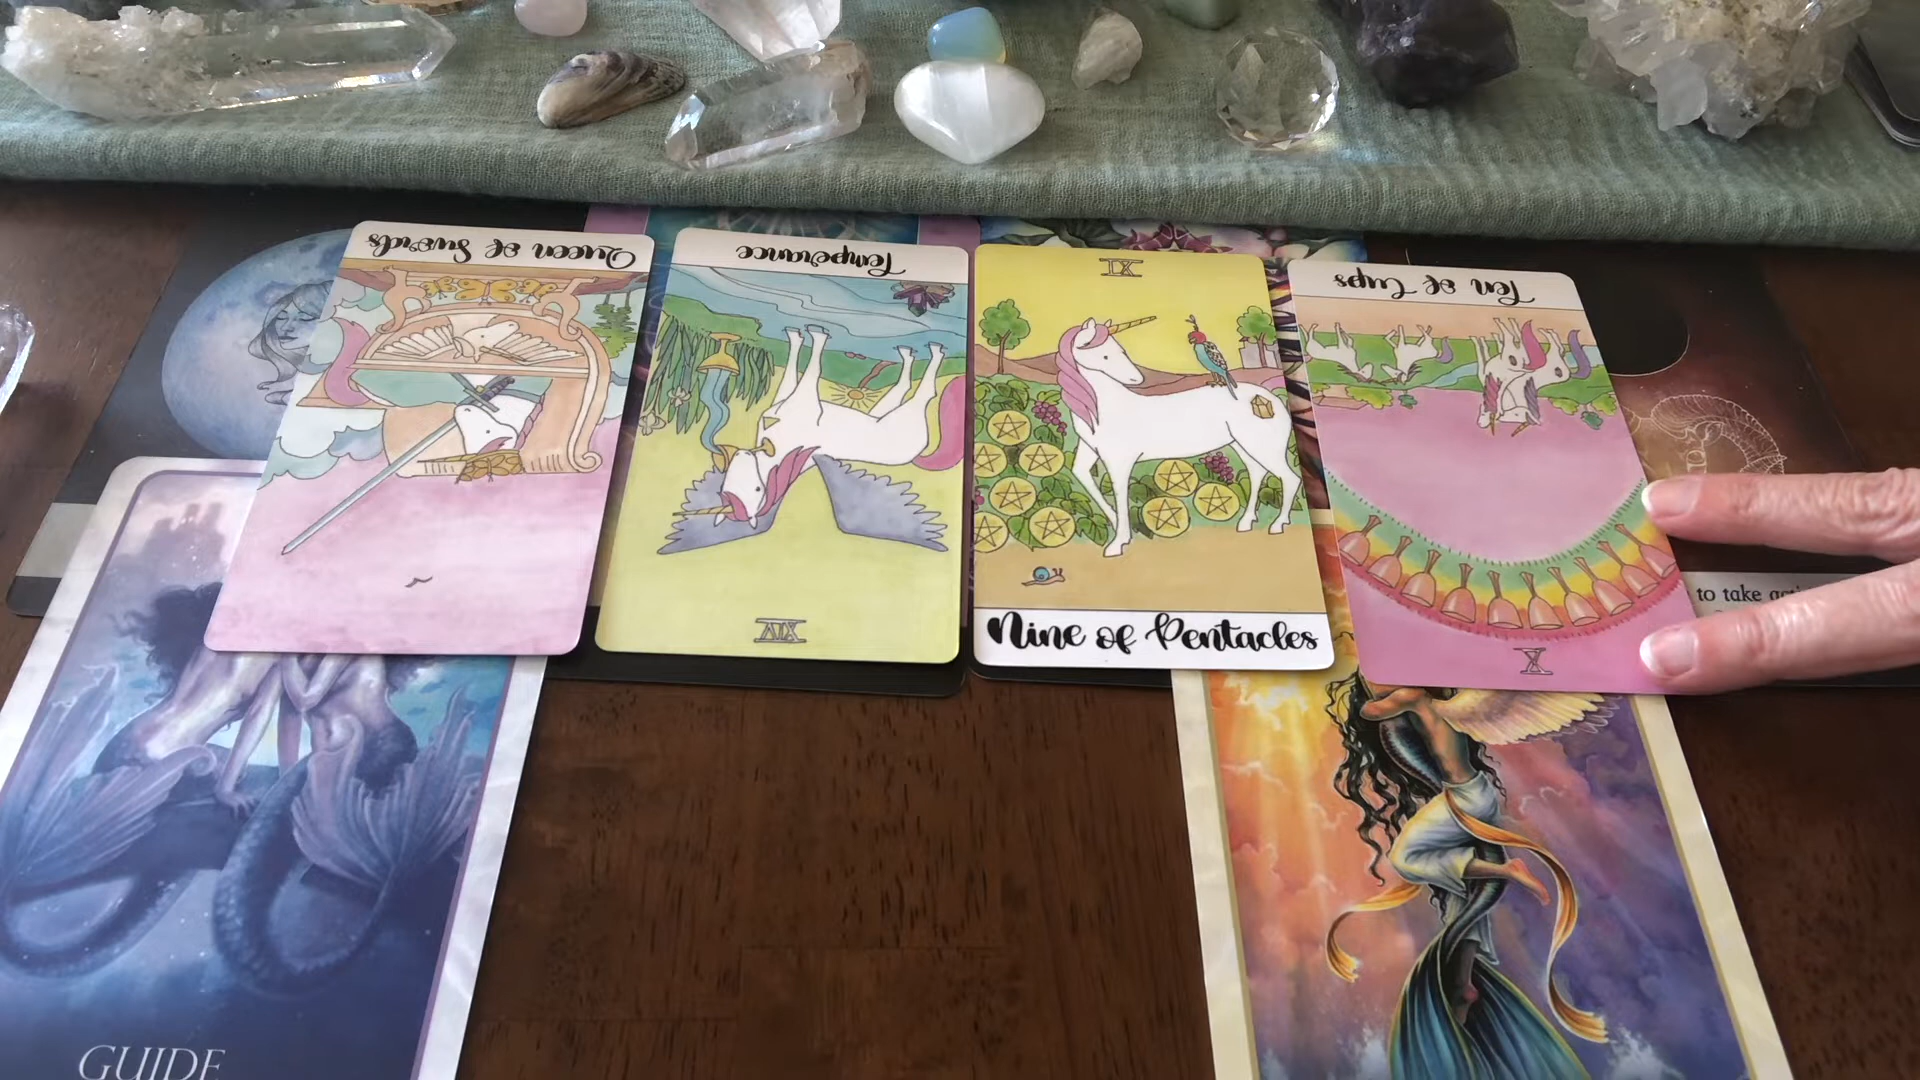 Queen of Swords
Temperance
IX
Ten of Cups
XIV
Nine of Pentacles
X
to take
GUIDE